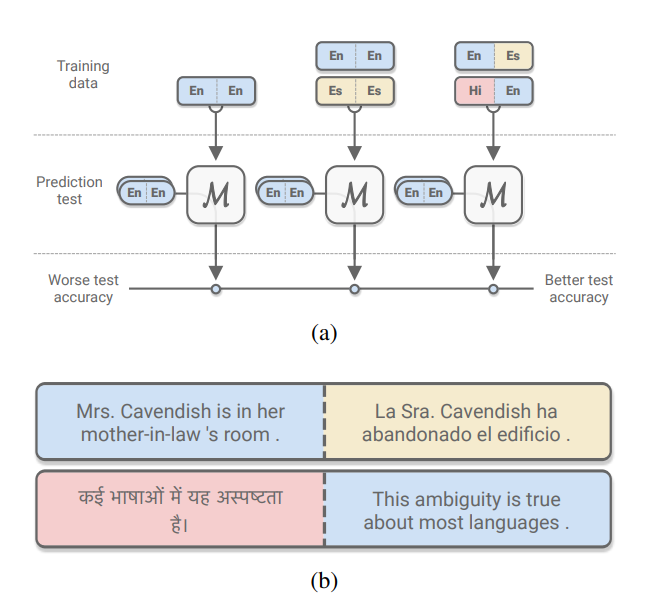 Training
data
En En
En En
Es Es
En Es
Hi En
Prediction
test
En En
M
En En
M
En En
M
Worse test
accuracy
Better test
accuracy
(a)
Mrs. Cavendish is in her
mother-in-law 's room .
La Sra. Cavendish ha
abandonado el edificio .
कई भाषाओं में यह अस्पष्टता
है।
This ambiguity is true
about most languages .
(b)